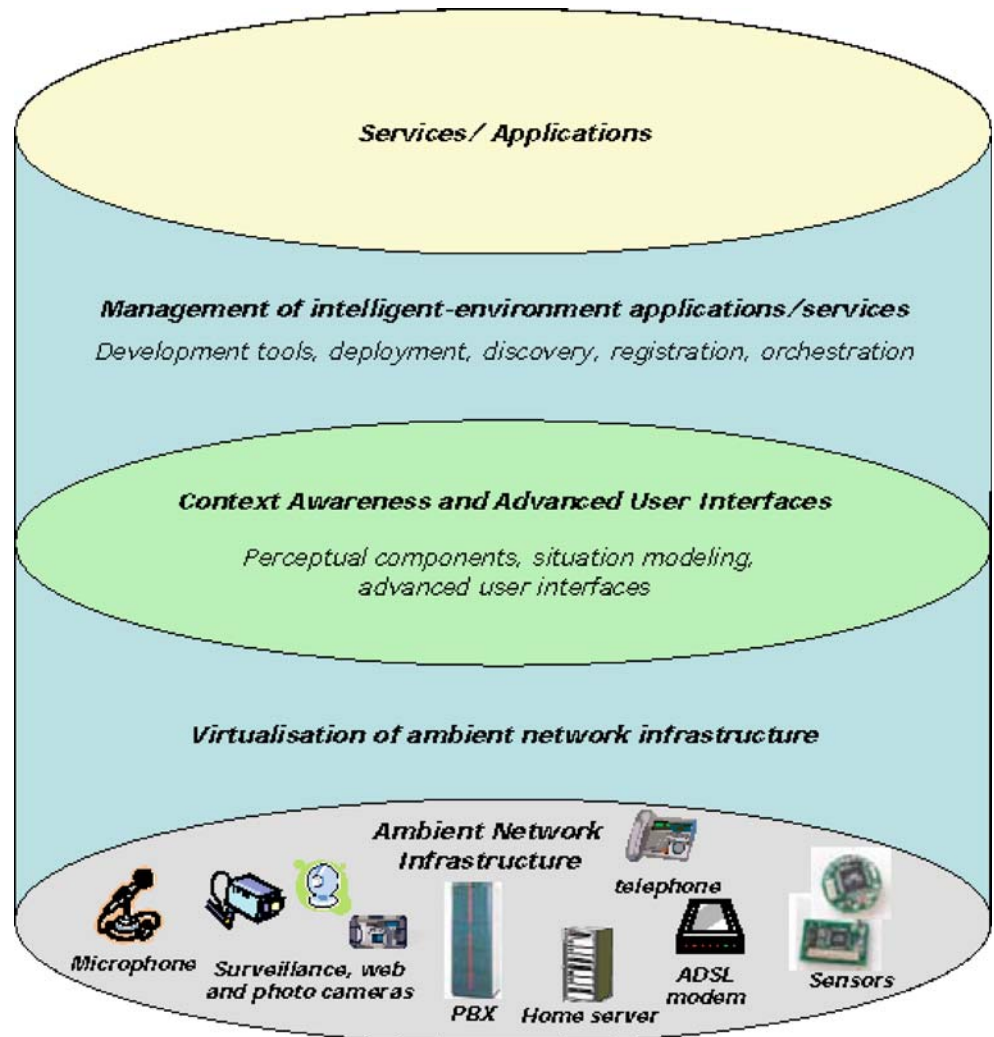 Services/ Applications
Management of intelligent-environment applications/services
Development tools, deployment, discovery, registration, orchestration
Context Awareness and Advanced User Interfaces
Perceptual components, situation modeling,
advanced user interfaces
Virtualisation of ambient network infrastructure
Ambient Network
Infrastructure
telephone
Microphone
Surveillance, web
and photo cameras
PBX
Home server
ADSL
modem
Sensors